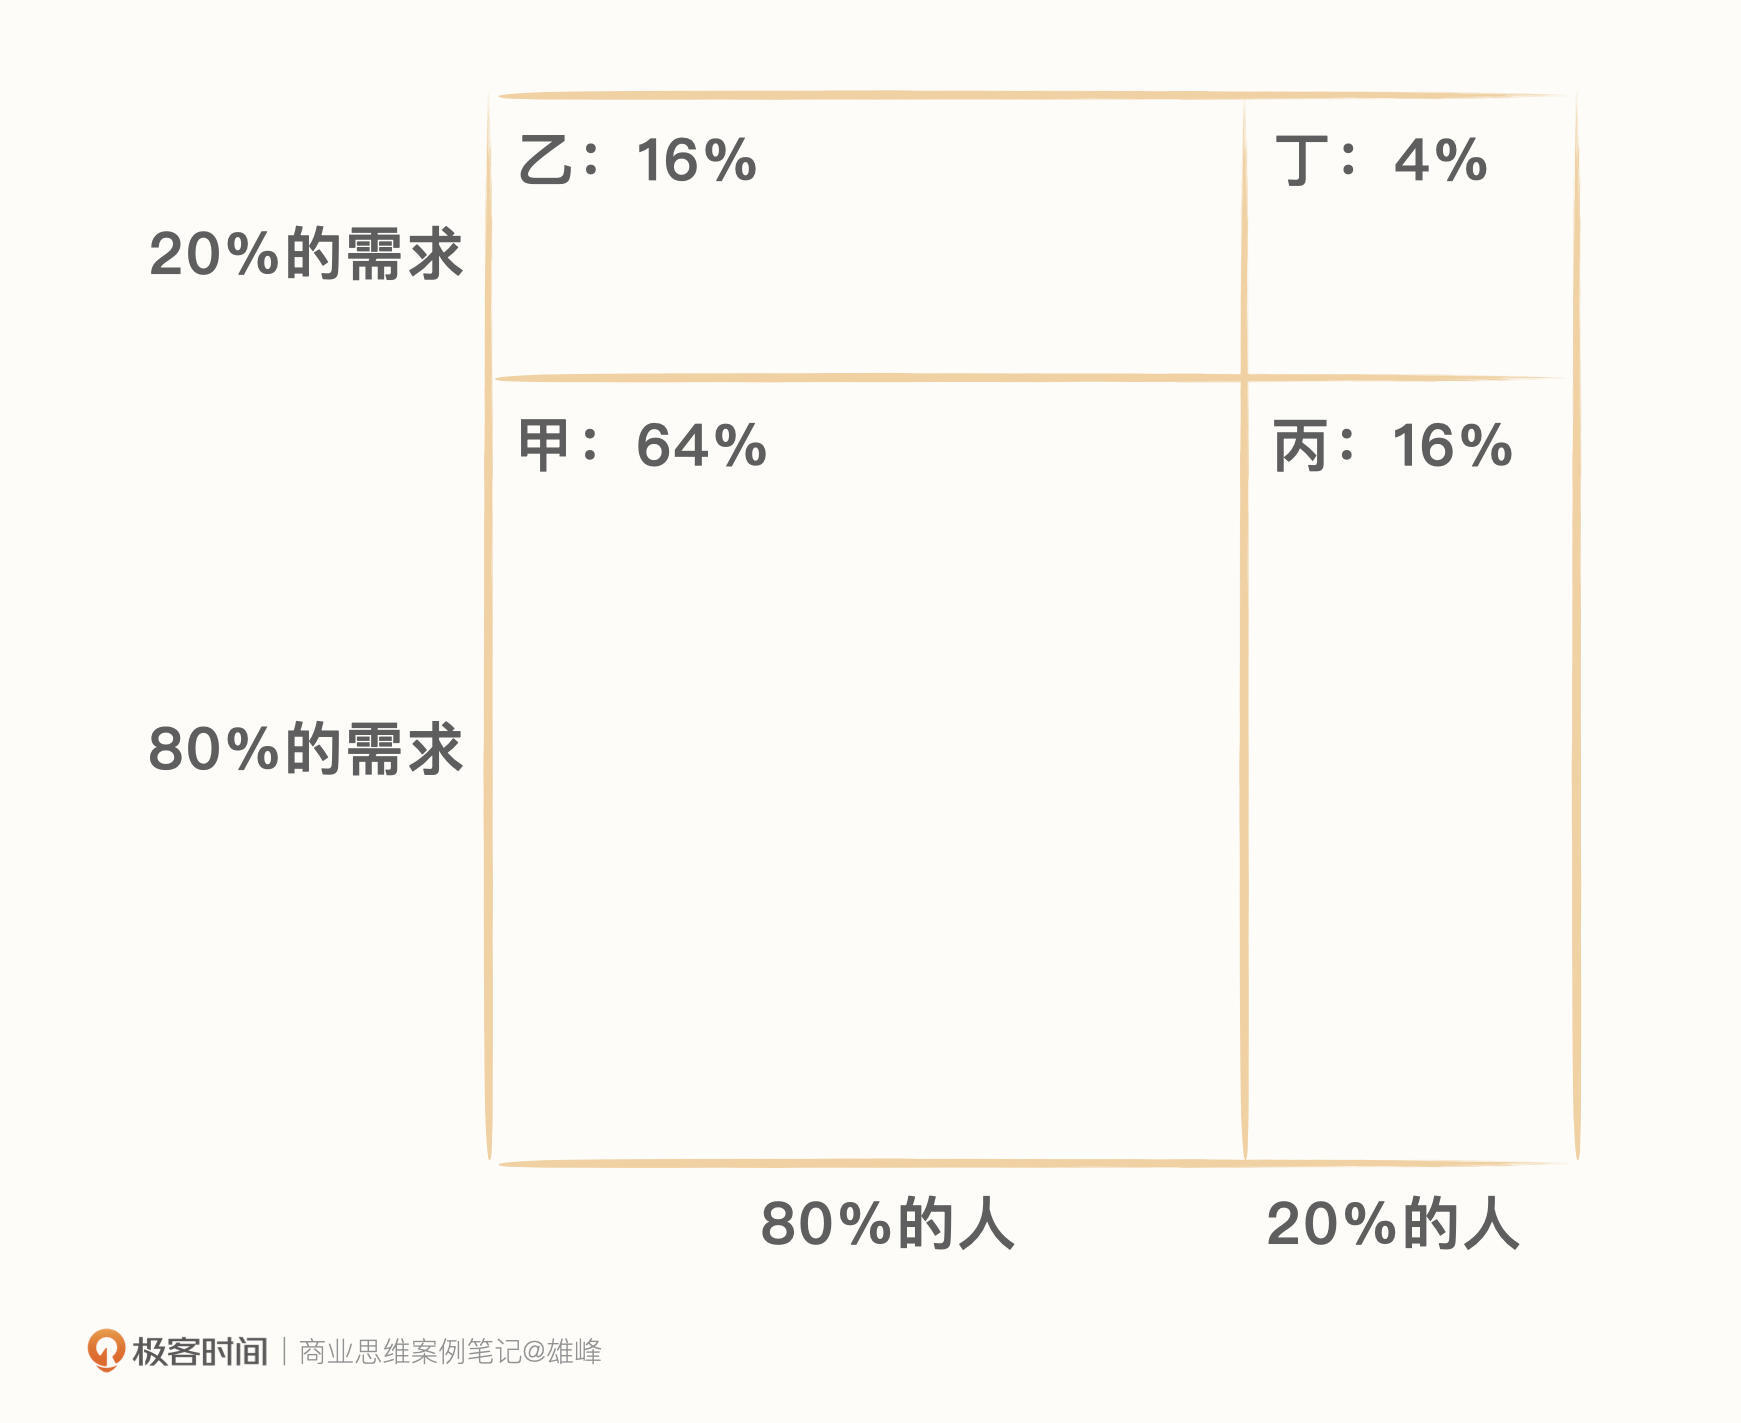 乙：16%
丁：4%
20%的需求
甲：64%
丙：16%
80%的需求
80%的人
20%的人
极客时间 | 商业思维案例笔记@雄峰